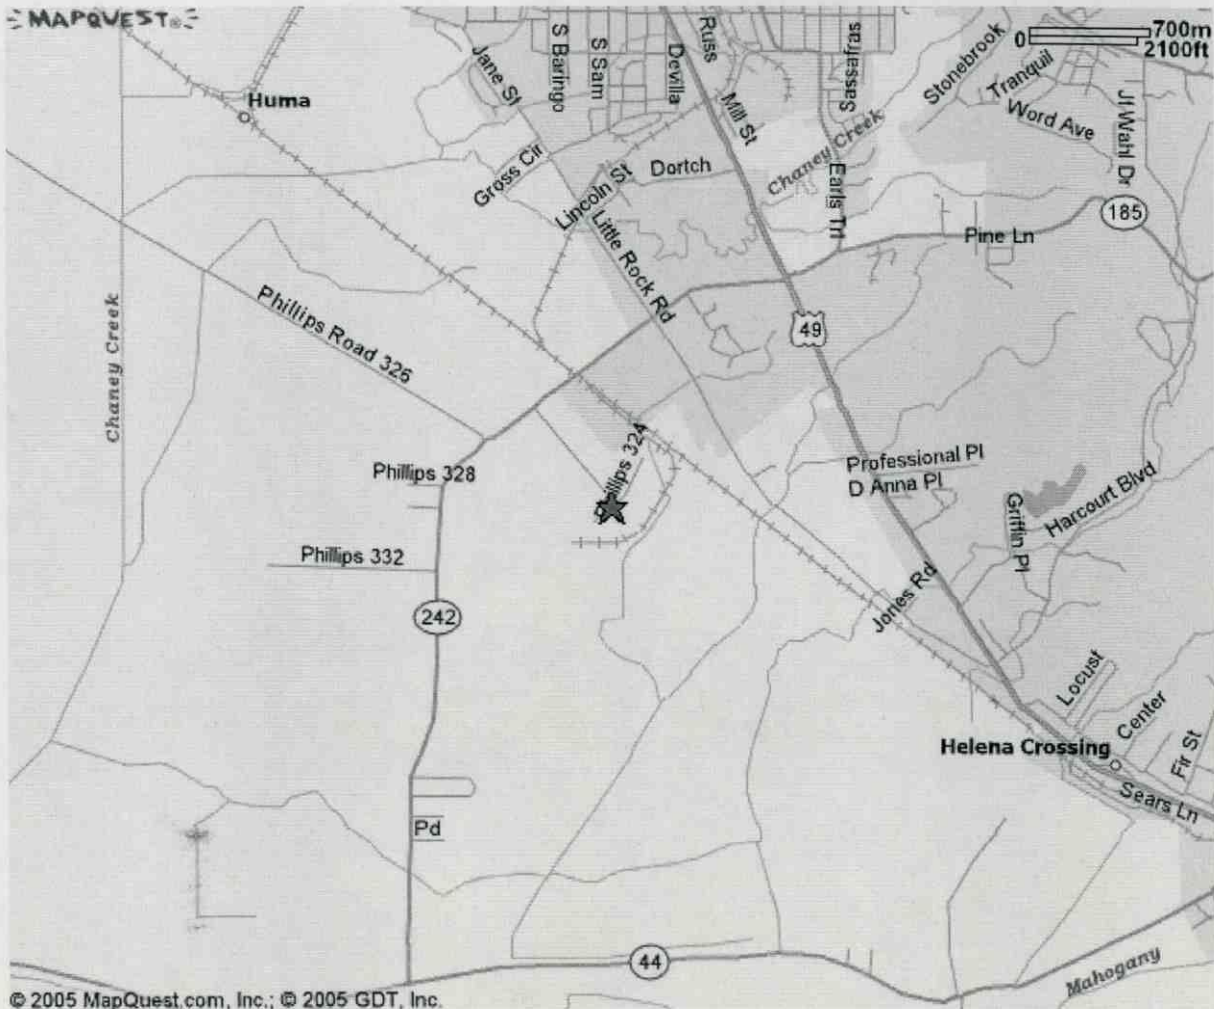 MAPQUEST®
0 700m
2100ft
Huma
Jane St
S Baringo
S Sam
Devilla
Russ
Mill St
Sassafras
Stonebrook
Tranquil
Word Ave
Jf Wahl Dr
Chaney Creek
Gross Cir
Dortch
Lincoln St
Little Rock Rd
Earls Trl
185
Pine Ln
49
Phillips Road 326
Chaney Creek
Phillips 324
Phillips 328
Phillips 332
242
Professional Pl
D Anna Pl
Griffin Pl
Harcourt Blvd
Jones Rd
Locust
Center
Fir St
Helena Crossing
Sears Ln
Pd
44
Mahogany
© 2005 MapQuest.com, Inc.; © 2005 GDT, Inc.